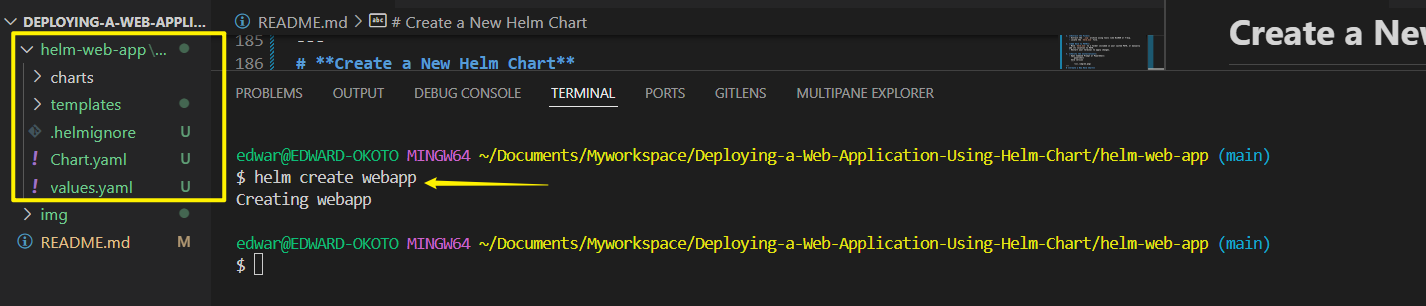 DEPLOYING-A-WEB-APPLI...
helm-web-app\...
charts
templates
.helmignore U
! Chart.yaml U
! values.yaml U
img
README.md M
README.md > # Create a New Helm Chart
185 ---
186 # **Create a New Helm Chart**
Create a Ne
PROBLEMS OUTPUT DEBUG CONSOLE TERMINAL PORTS GITLENS MULTIPANE EXPLORER
edwar@EDWARD-OKOTO MINGW64 ~/Documents/Myworkspace/Deploying-a-Web-Application-Using-Helm-Chart/helm-web-app (main)
$ helm create webapp
Creating webapp
edwar@EDWARD-OKOTO MINGW64 ~/Documents/Myworkspace/Deploying-a-Web-Application-Using-Helm-Chart/helm-web-app (main)
$